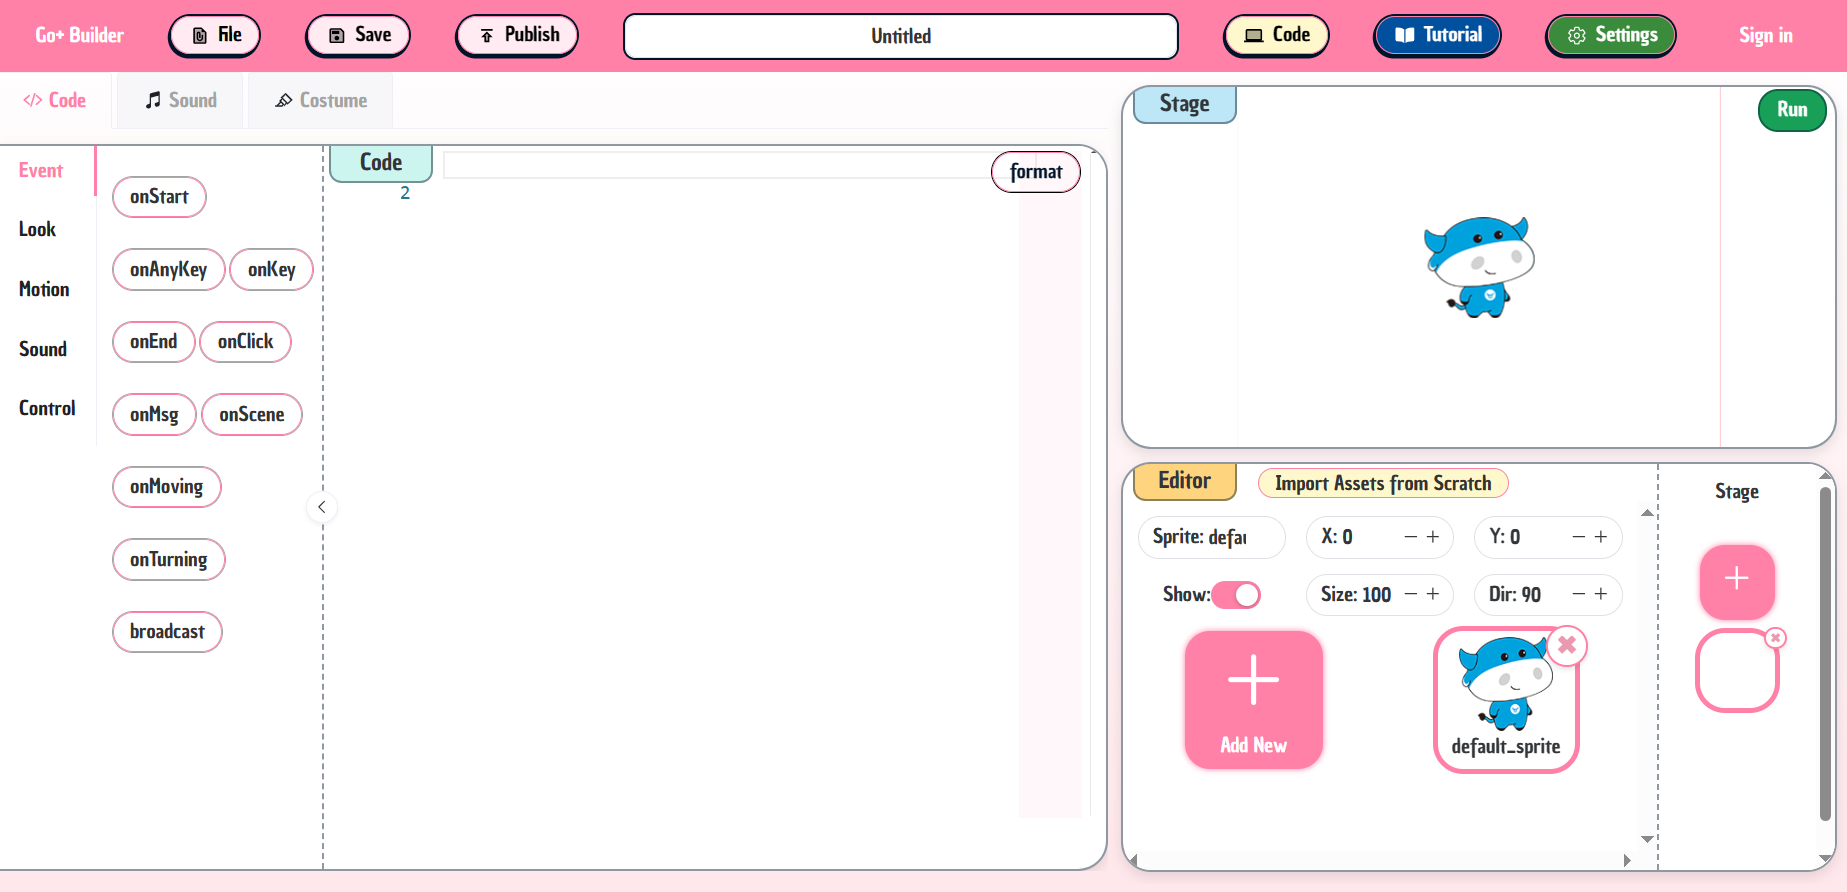 Go+ Builder
File
Save
Publish
Untitled
Code
Tutorial
Settings
Sign in
Code
Sound
Costume
Event
Look
Motion
Sound
Control
onStart
onAnyKey
onKey
onEnd
onClick
onMsg
onScene
onMoving
onTurning
broadcast
Code
2
format
Stage
Run
Editor
Import Assets from Scratch
Sprite: defau
X: 0
Y: 0
Show:
Size: 100
Dir: 90
Add New
default_sprite
Stage